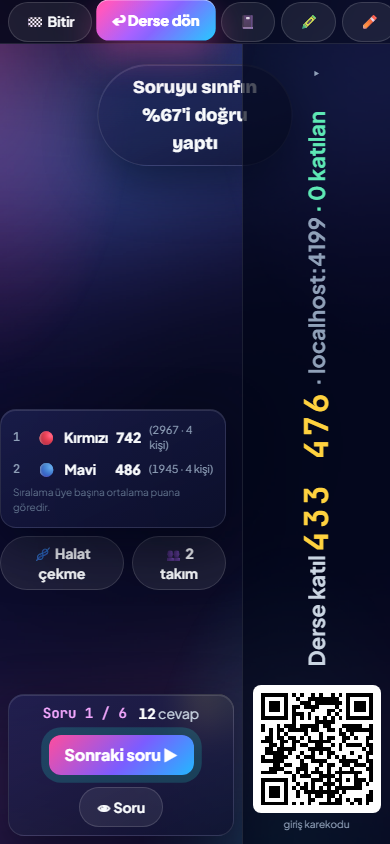 Bitir
Derse dön
Soruyu sınıfın
%67'i doğru
yaptı
1 Kırmızı 742 (2967 · 4 kişi)
2 Mavi 486 (1945 · 4 kişi)
Sıralama üye başına ortalama puana
göredir.
Halat
çekme
2
takım
Soru 1 / 6 12 cevap
Sonraki soru
Soru
Derse katıl 433 476 · localhost:4199 · 0 katılan
giriş karekodu